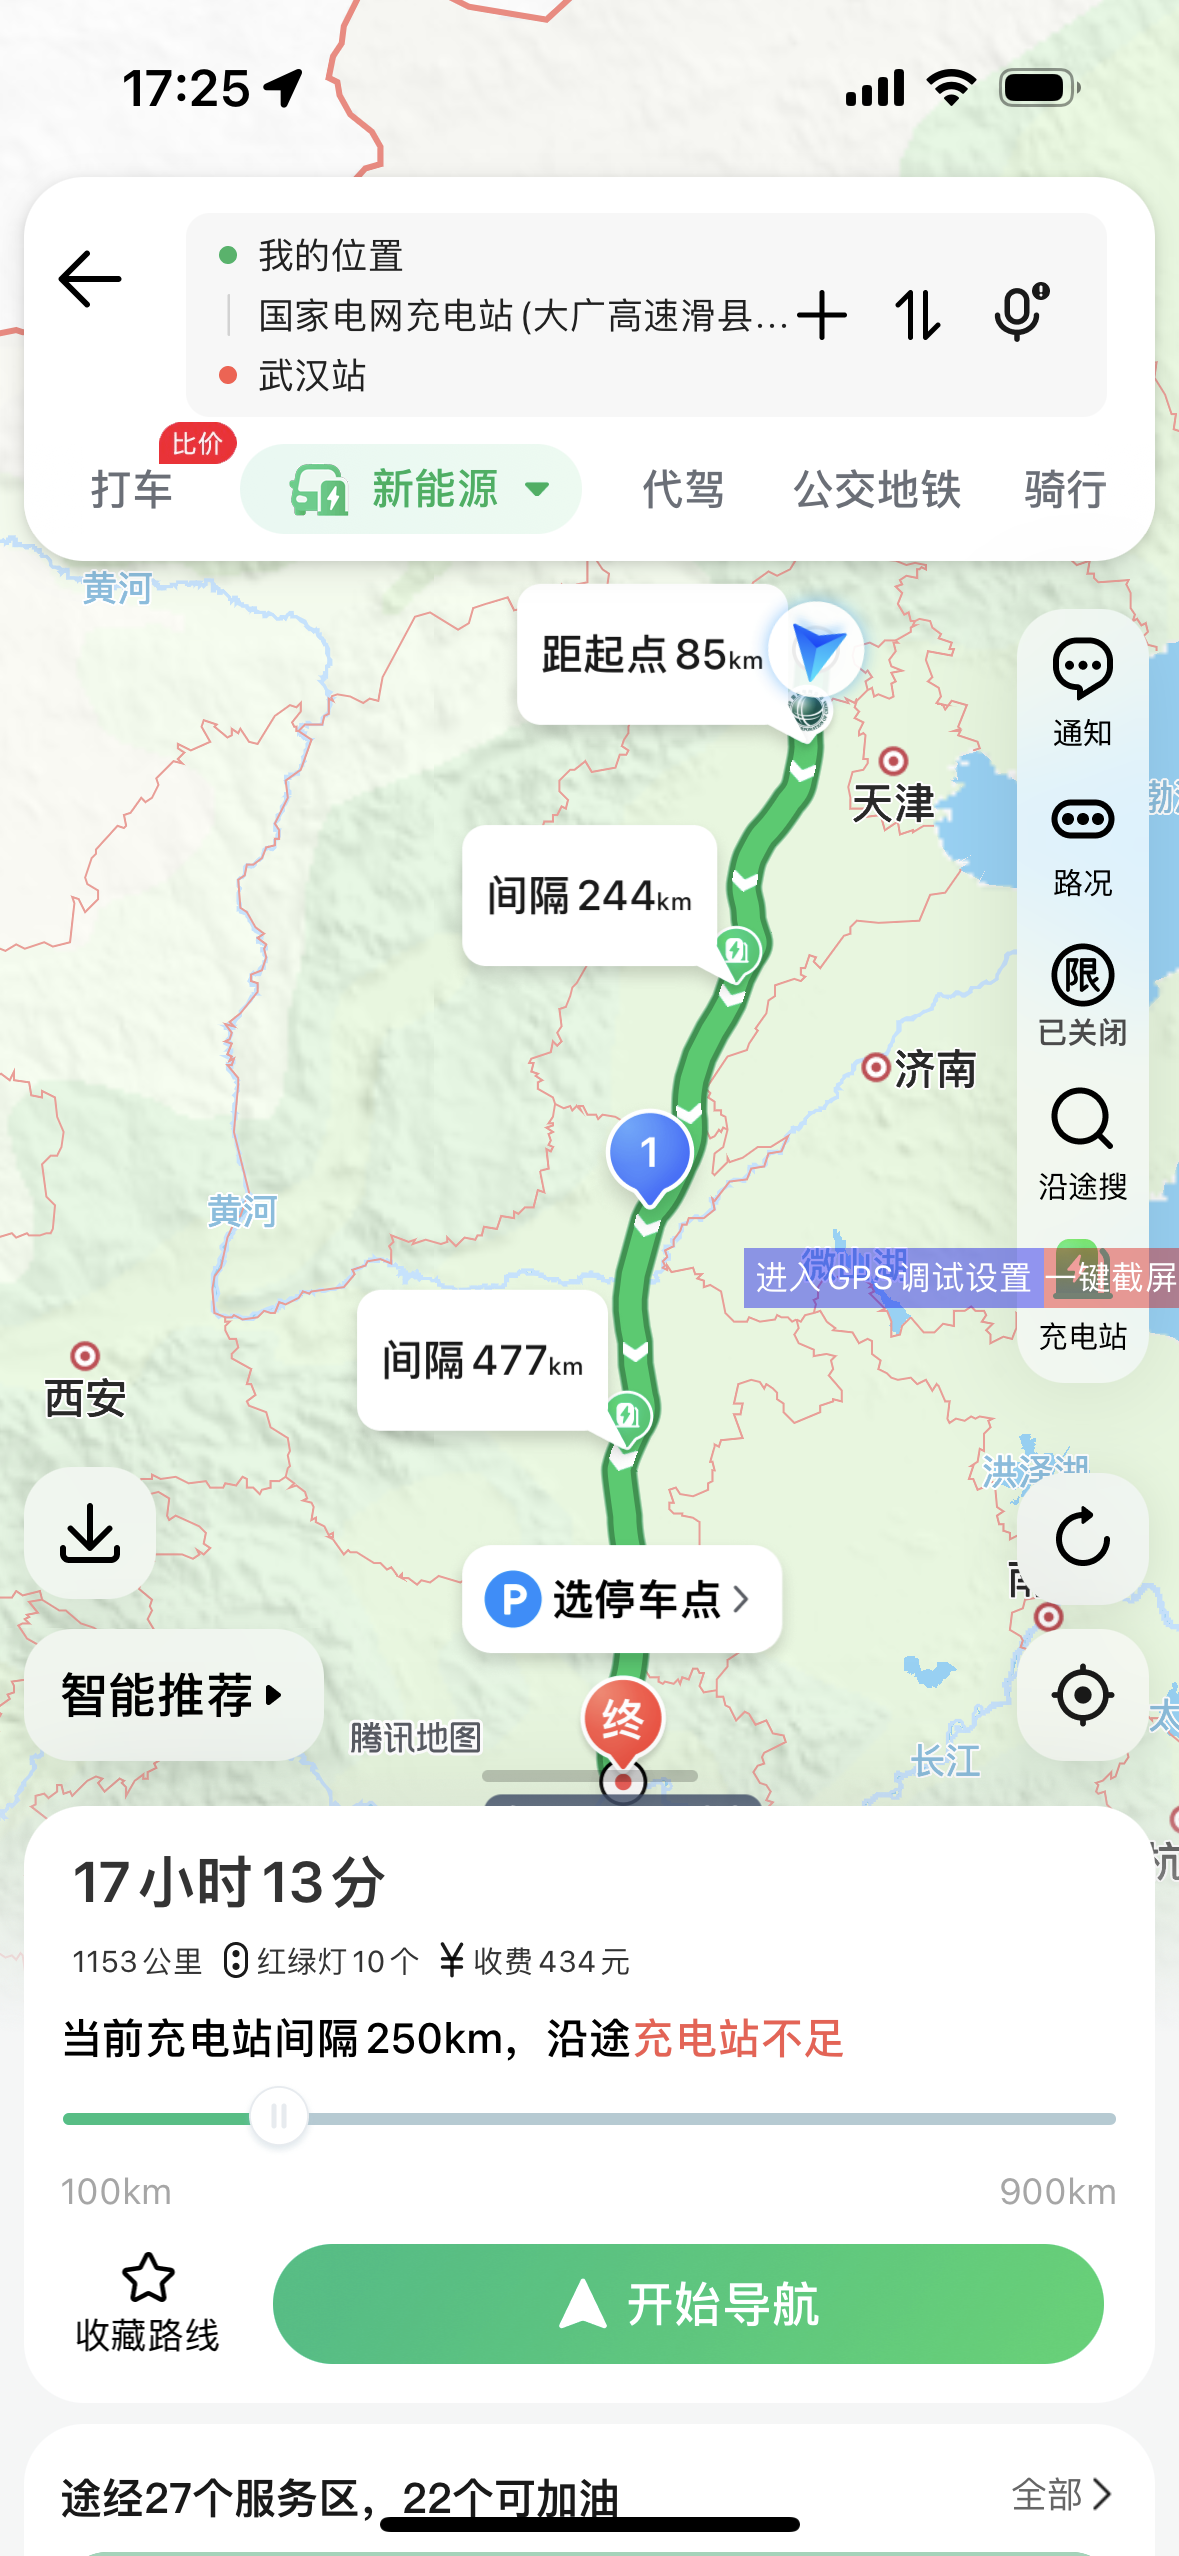 17:25
我的位置
国家电网充电站(大广高速滑县...
武汉站
比价
打车
新能源
代驾
公交地铁
骑行
黄河
距起点85km
通知
天津
路况
间隔244km
限
已关闭
济南
沿途搜
1
黄河
微山湖
进入GPS调试设置
一键截屏
充电站
间隔477km
西安
洪泽湖
P 选停车点
智能推荐
终
腾讯地图
长江
17小时13分
1153公里 红绿灯10个 ¥ 收费434元
当前充电站间隔250km，沿途充电站不足
100km
900km
收藏路线
开始导航
途经27个服务区，22个可加油
全部